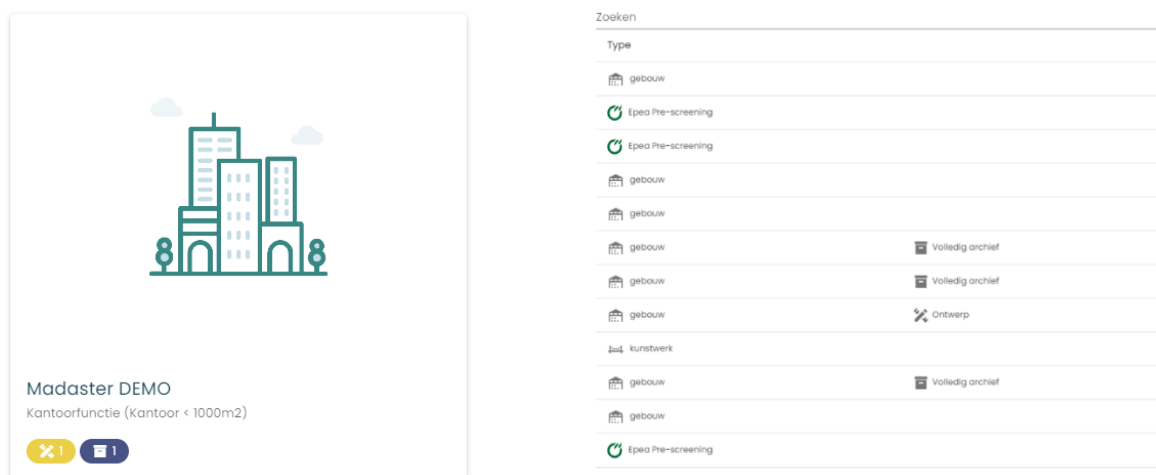 Madaster DEMO
Kantoorfunctie (Kantoor < 1000m2)
1 1
Zoeken
Type
gebouw
Epea Pre-screening
Epea Pre-screening
gebouw
gebouw
gebouw Volledig archief
gebouw Volledig archief
gebouw Ontwerp
kunstwerk
gebouw Volledig archief
gebouw
Epea Pre-screening